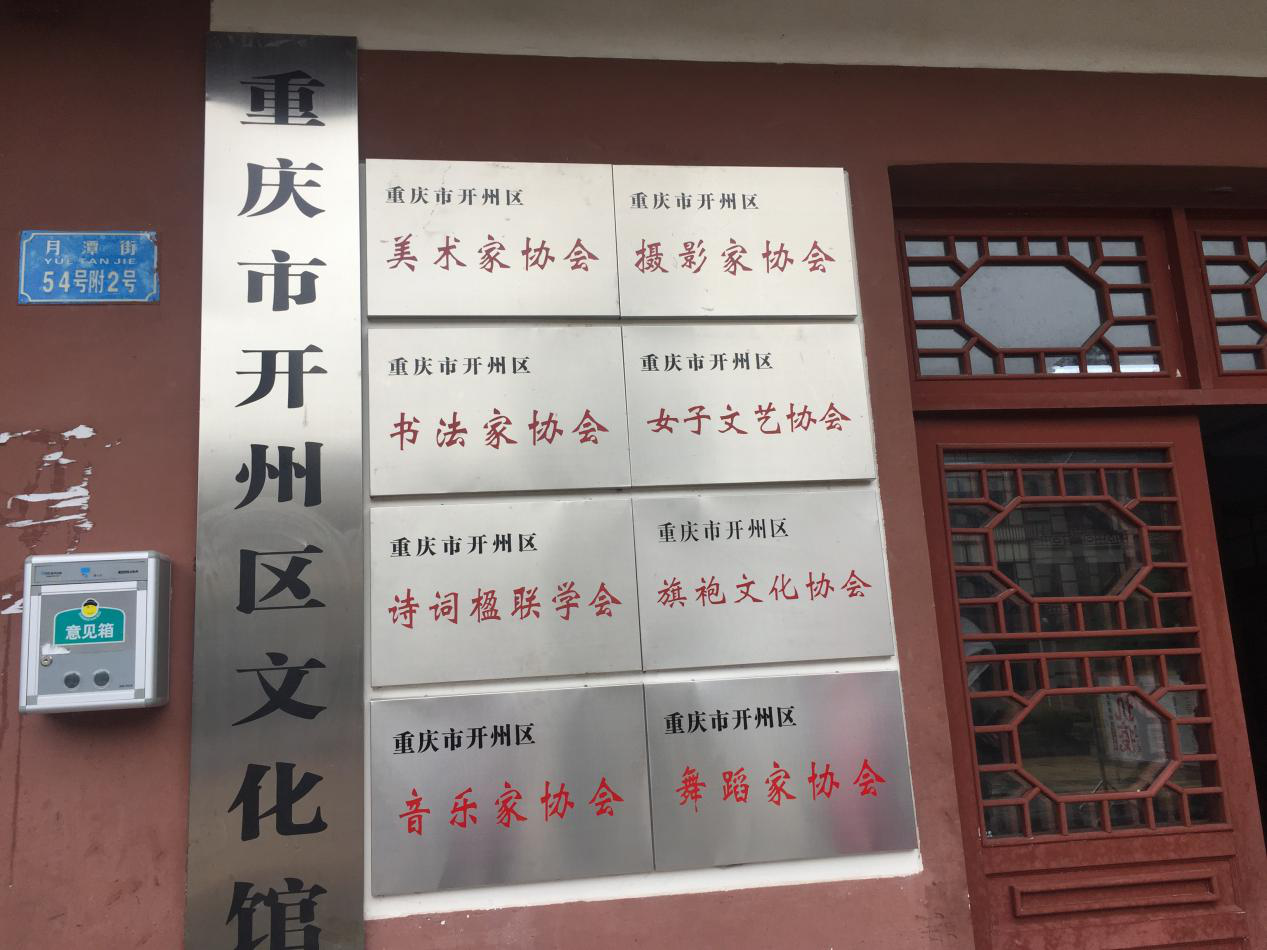 重庆市开州区文化馆
月潭街
YUE TAN JIE
54号附2号
意见箱
重庆市开州区
美术家协会
重庆市开州区
摄影家协会
重庆市开州区
书法家协会
重庆市开州区
女子文艺协会
重庆市开州区
诗词楹联学会
重庆市开州区
旗袍文化协会
重庆市开州区
音乐家协会
重庆市开州区
舞蹈家协会